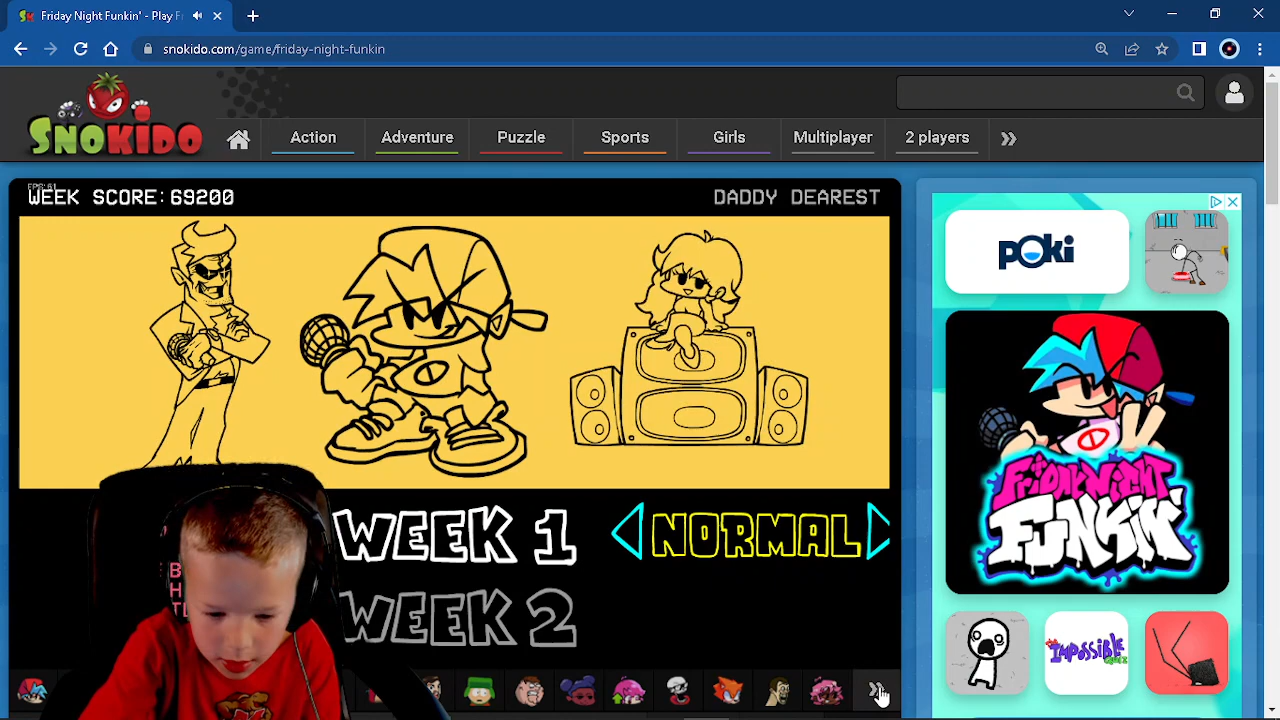 Friday Night Funkin' - Play F
snokido.com/game/friday-night-funkin
SNOKIDO
Action
Adventure
Puzzle
Sports
Girls
Multiplayer
2 players
WEEK SCORE:69200
DADDY DEAREST
WEEK 1
NORMAL
WEEK 2
poki
FRIDAY NIGHT
FUNKIN'
IMPOSSIBLE
QUIZ